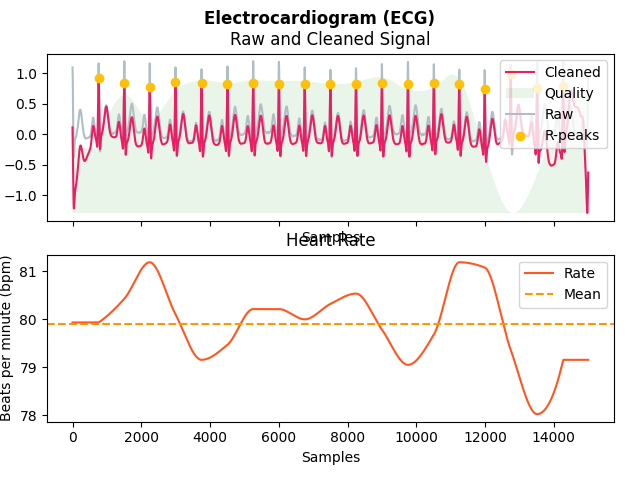 Electrocardiogram (ECG)
Raw and Cleaned Signal
1.0
0.5
0.0
−0.5
−1.0
Cleaned
Quality
Raw
R-peaks
Samples
Heart Rate
Beats per minute (bpm)
81
80
79
78
Rate
Mean
0 2000 4000 6000 8000 10000 12000 14000
Samples